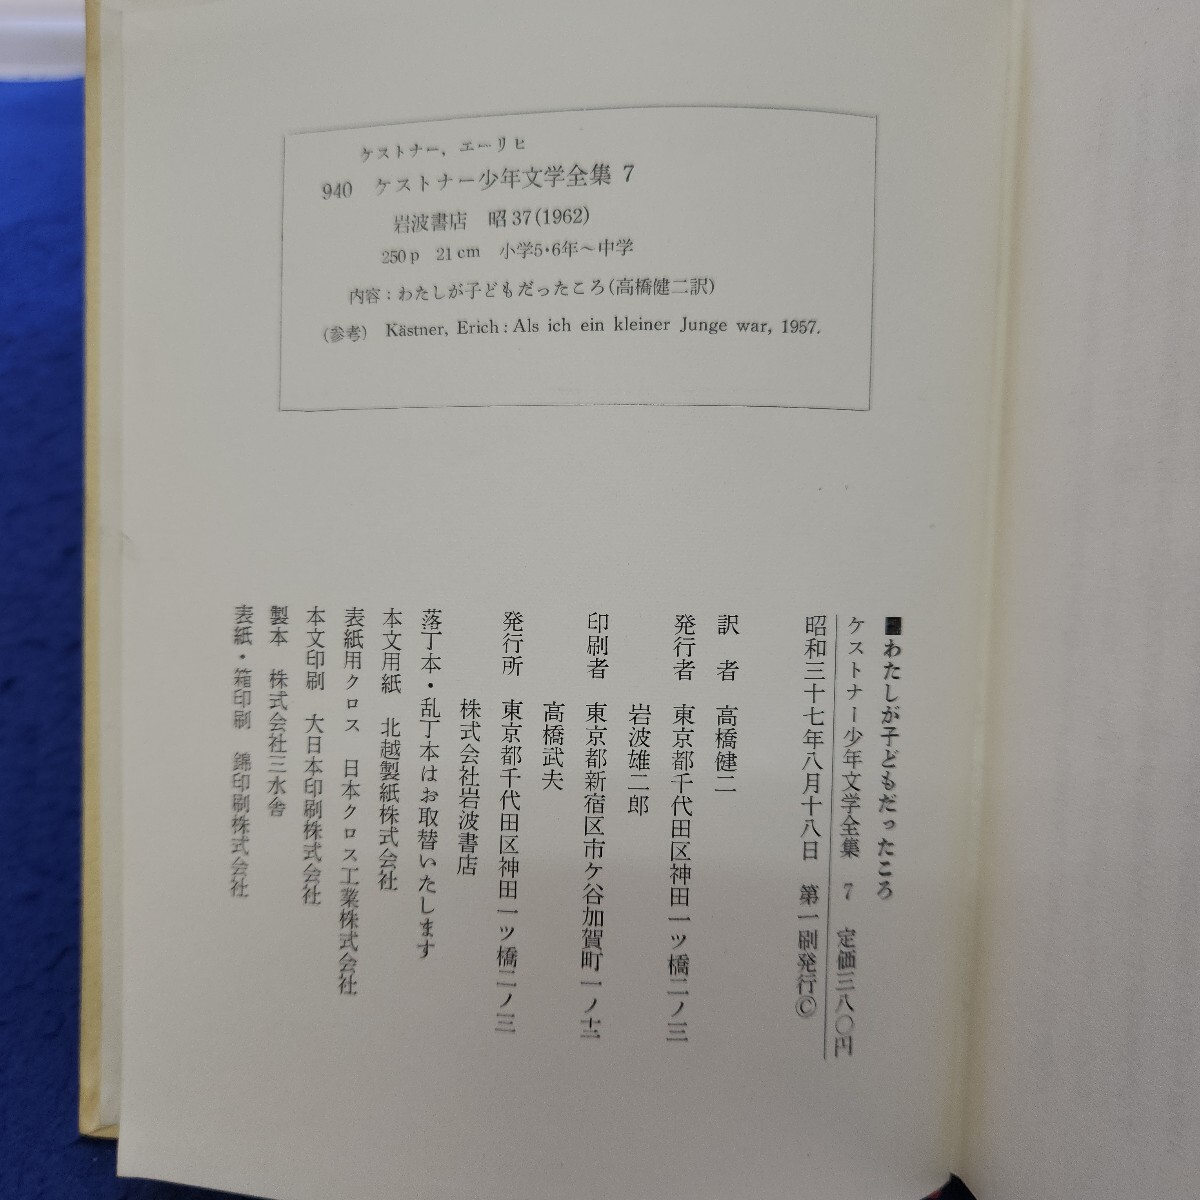 ケストナー、エーリヒ
940 ケストナー少年文学全集 7
岩波書店 昭37(1962)
250p 21cm 小学5・6年～中学
内容：わたしが子どもだったころ(高橋健二訳)
(参考) Kästner, Erich : Als ich ein kleiner Junge war, 1957.
■わたしが子どもだったころ
ケストナー少年文学全集 7 定価三八〇円
昭和三十七年八月十八日 第一刷発行©
訳者 高橋健二
発行者 東京都千代田区神田一ツ橋二ノ三
岩波雄二郎
印刷者 東京都新宿区市ケ谷加賀町一ノ十二
高橋武夫
発行所 東京都千代田区神田一ツ橋二ノ三
株式会社岩波書店
落丁本・乱丁本はお取替いたします
本文用紙 北越製紙株式会社
表紙用クロス 日本クロス工業株式会社
本文印刷 大日本印刷株式会社
製本 株式会社三水舎
表紙・箱印刷 錦印刷株式会社